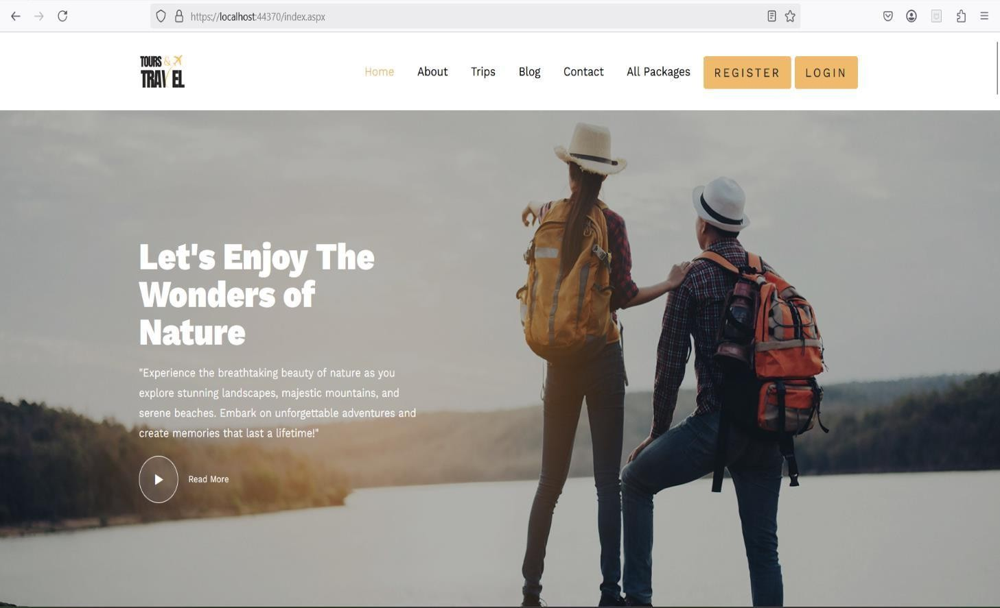 https://localhost:44370/index.aspx
TOURS &
TRAVEL
Home About Trips Blog Contact All Packages REGISTER LOGIN
Let's Enjoy The
Wonders of
Nature
"Experience the breathtaking beauty of nature as you
explore stunning landscapes, majestic mountains, and
serene beaches. Embark on unforgettable adventures and
create memories that last a lifetime!"
Read More